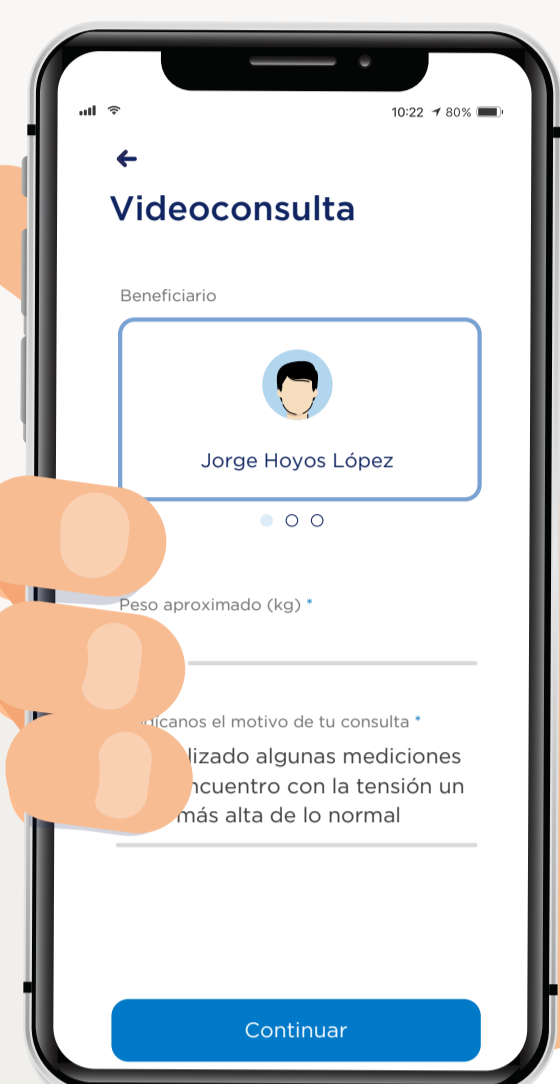 10:22 80%
Videoconsulta
Beneficiario
Jorge Hoyos López
Peso aproximado (kg) *
el motivo de tu consulta *
algunas mediciones
con la tensión un
más alta de lo normal
Continuar